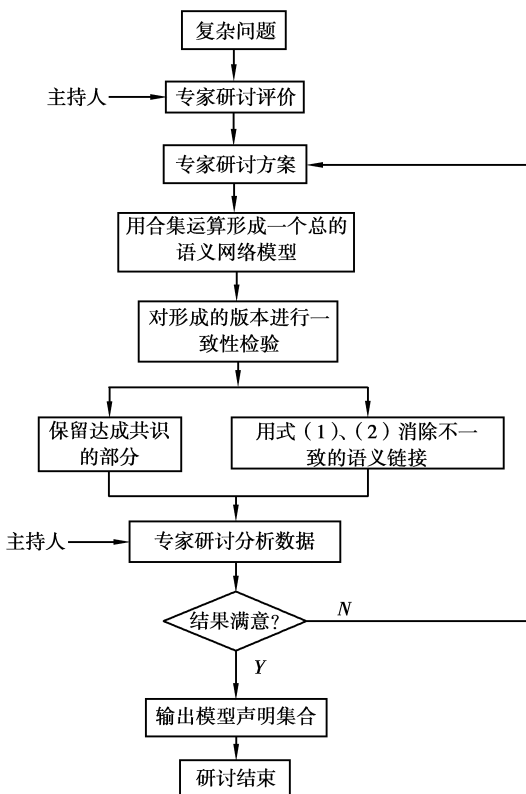 复杂问题
主持人
专家研讨评价
专家研讨方案
用合集运算形成一个总的
语义网络模型
对形成的版本进行一
致性检验
保留达成共识
的部分
用式（1）、（2）消除不一
致的语义链接
主持人
专家研讨分析数据
结果满意？
N
Y
输出模型声明集合
研讨结束